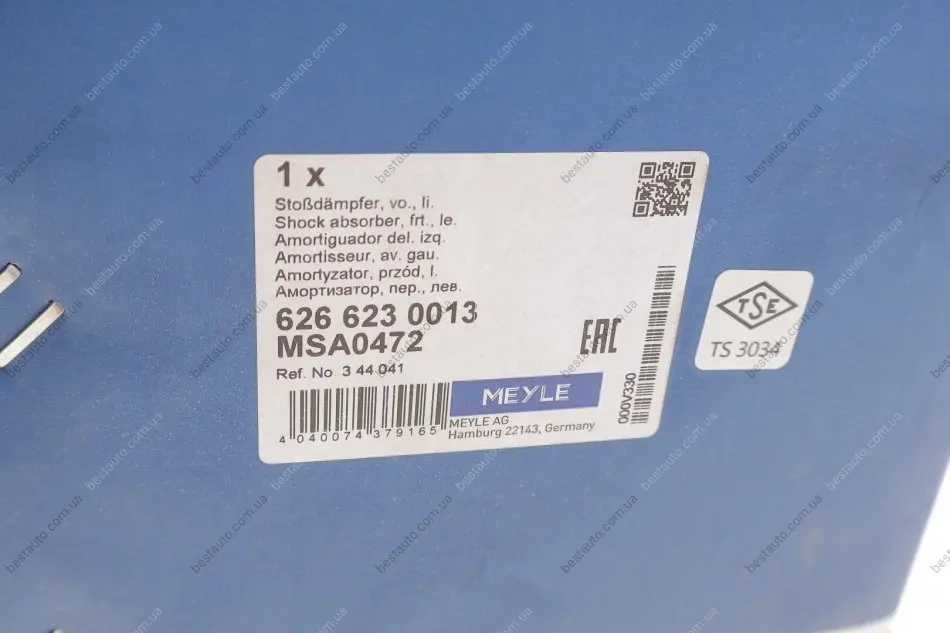 1 x
Stoßdämpfer, vo., li.
Shock absorber, frt., le.
Amortiguador del. izq.
Amortisseur, av. gau.
Amortyzator, przód, l.
Амортизатор, пер., лев.
626 623 0013
MSA0472
Ref. No 3 44 041
EAC
MEYLE
MEYLE AG
Hamburg 22143, Germany
4 040074 379165
000V330
TSE
TS 3034
bestauto.com.ua